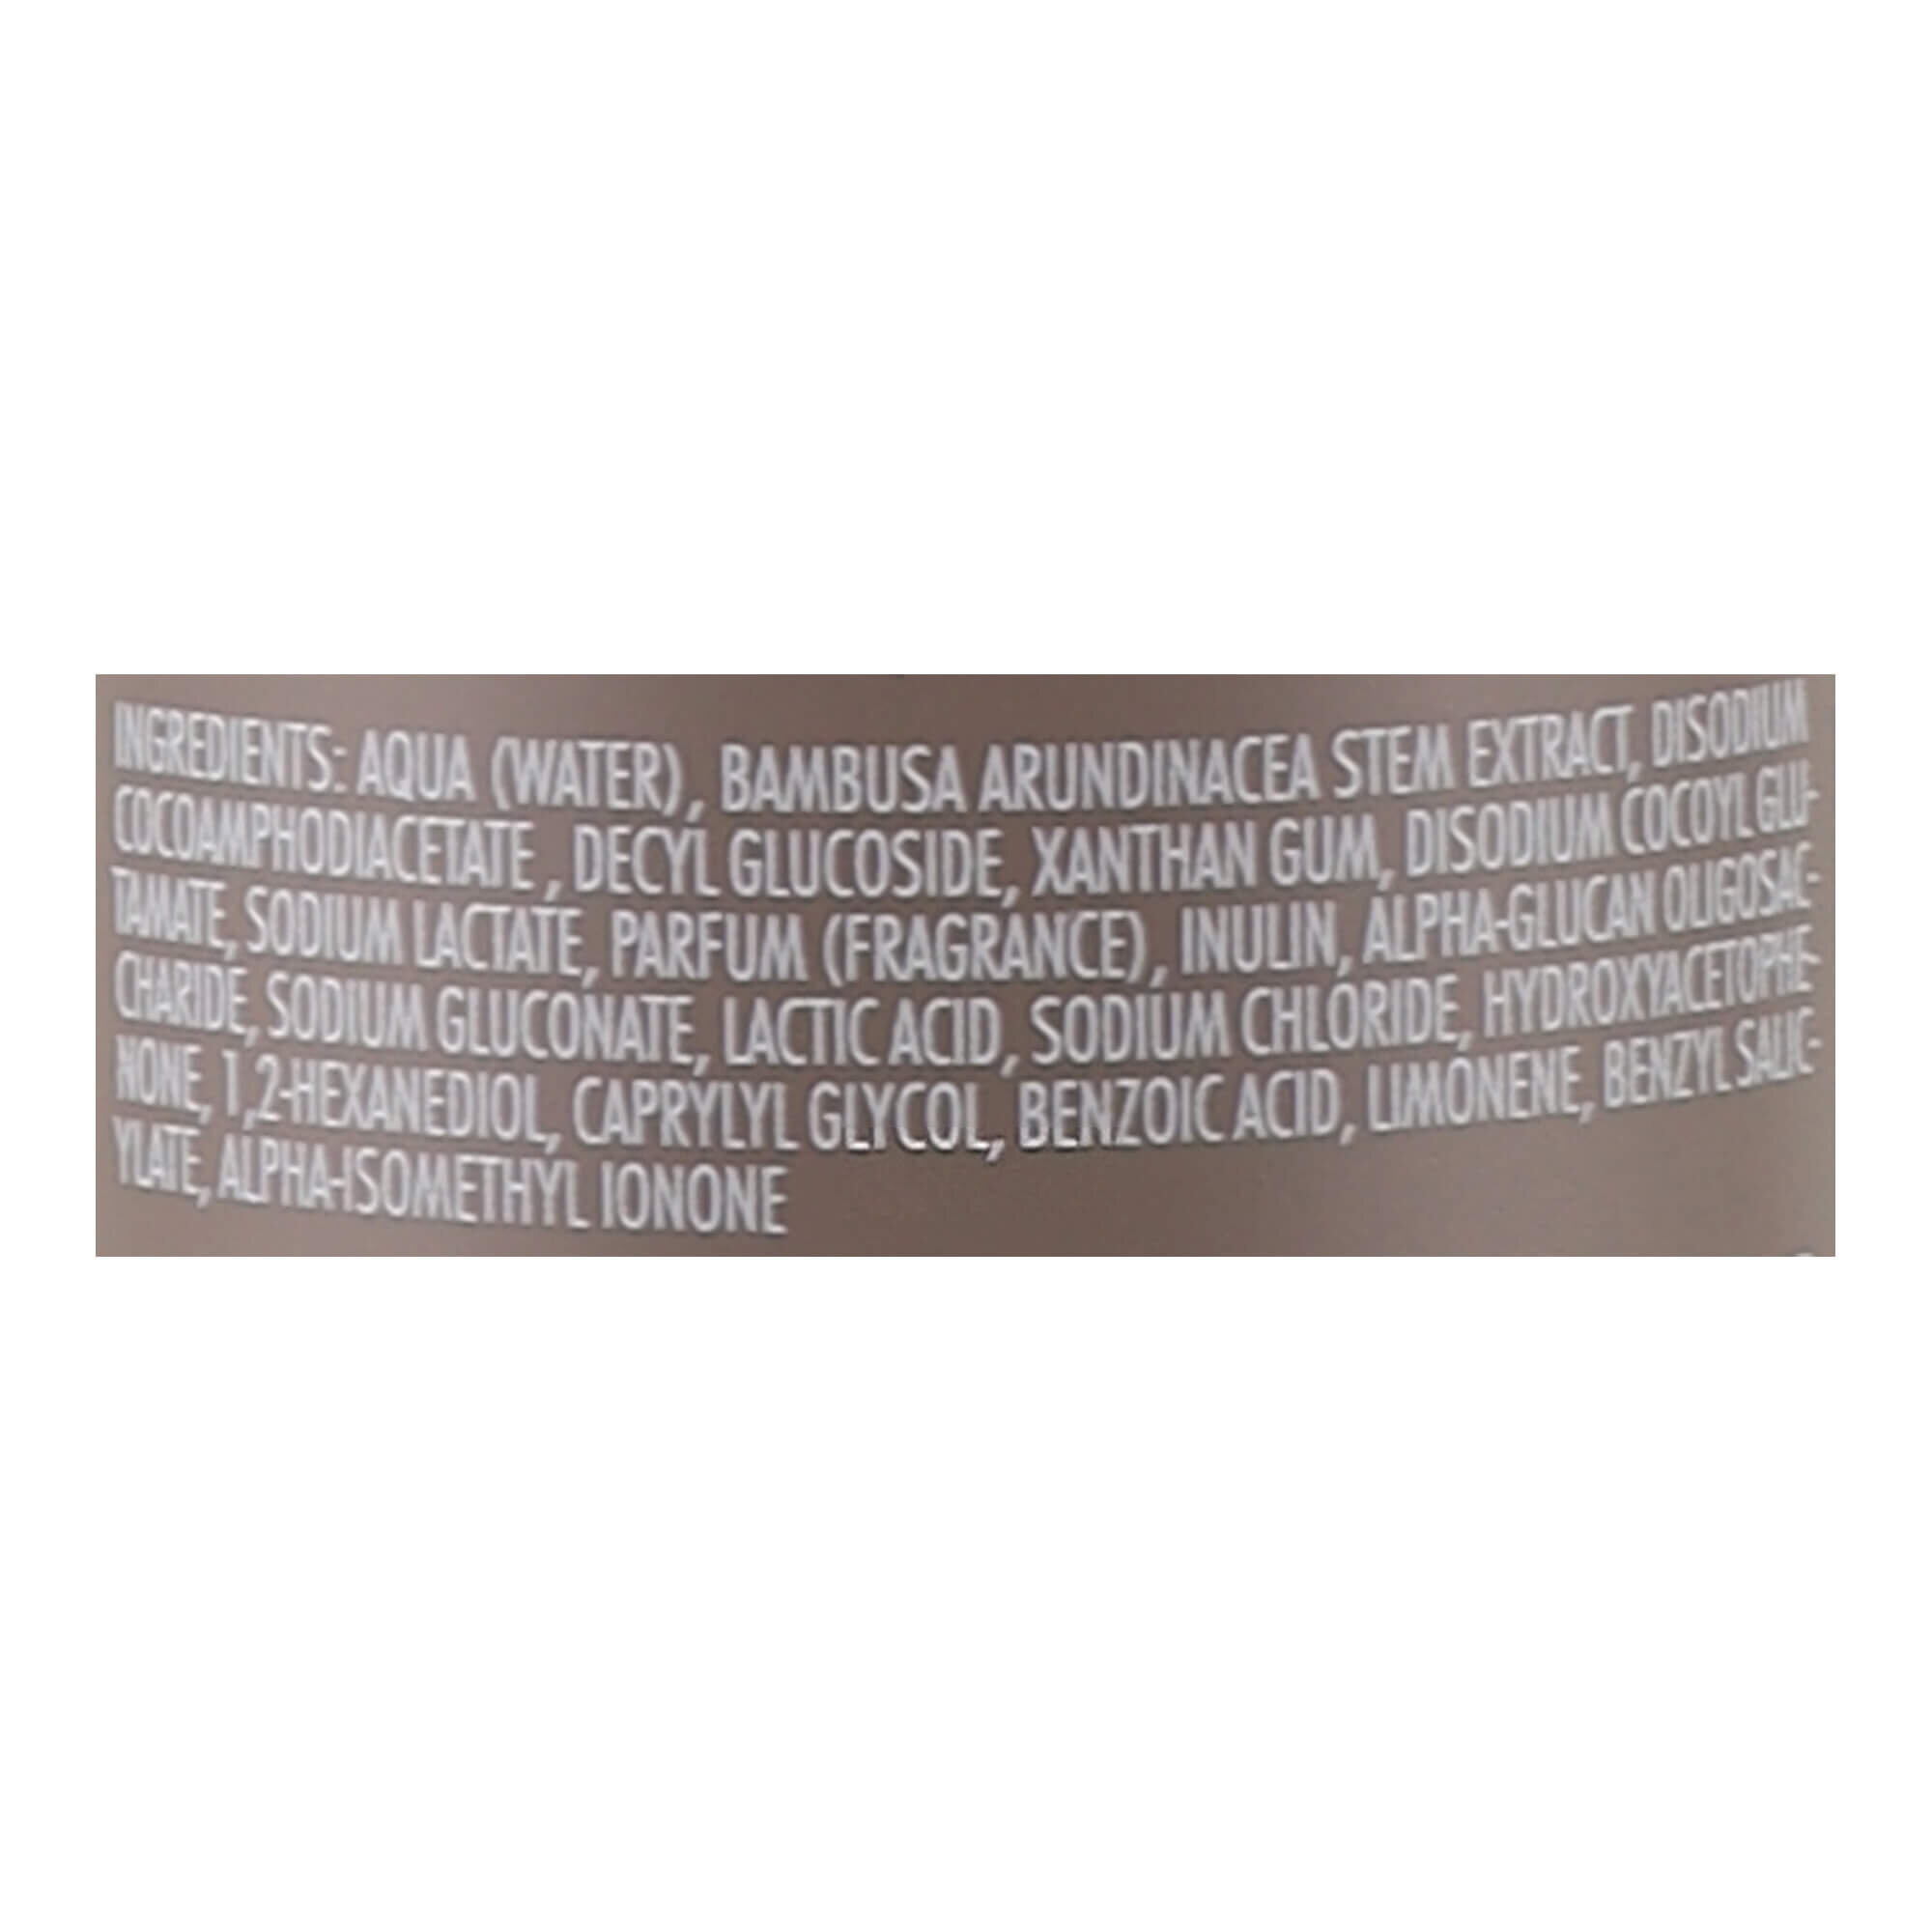 INGREDIENTS: AQUA (WATER), BAMBUSA ARUNDINACEA STEM EXTRACT, DISODIUM
COCOAMPHODIACETATE , DECYL GLUCOSIDE, XANTHAN GUM, DISODIUM COCOYL GLU-
TAMATE, SODIUM LACTATE, PARFUM (FRAGRANCE), INULIN, ALPHA-GLUCAN OLIGOSAC-
CHARIDE, SODIUM GLUCONATE, LACTIC ACID, SODIUM CHLORIDE, HYDROXYACETOPHE-
NONE, 1,2-HEXANEDIOL, CAPRYLYL GLYCOL, BENZOIC ACID, LIMONENE, BENZYL SALIC-
YLATE, ALPHA-ISOMETHYL IONONE